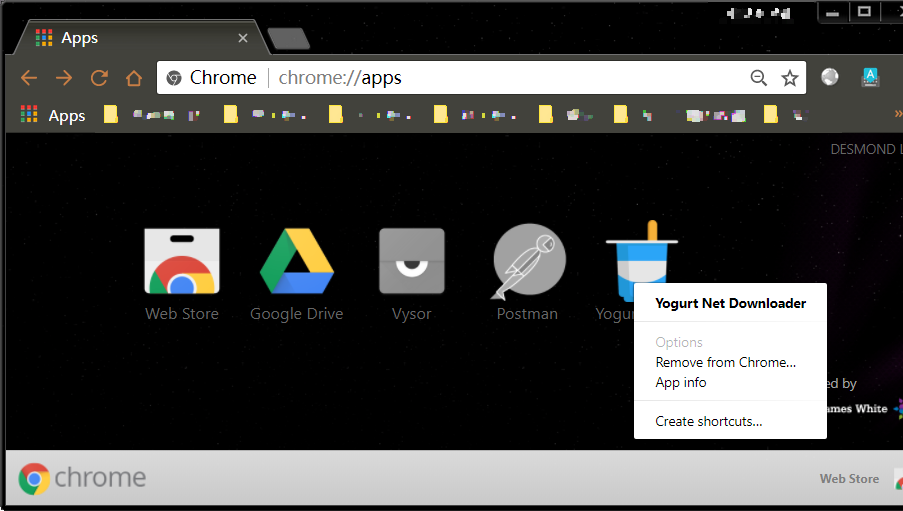 Apps
Chrome chrome://apps
Apps
DESMOND L
Web Store
Google Drive
Vysor
Postman
Yogur
Yogurt Net Downloader
Options
Remove from Chrome...
App info
Create shortcuts...
ed by
ames White
chrome
Web Store